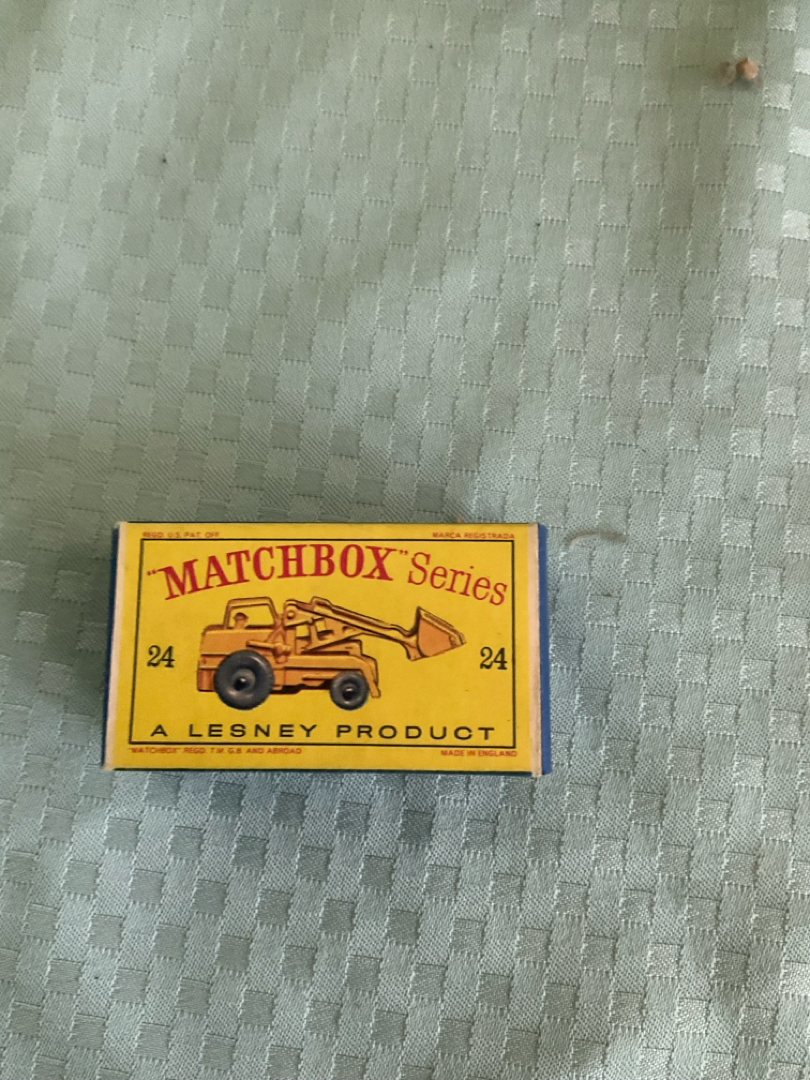 REGD. U.S. PAT. OFF. MARCA REGISTRADA
"MATCHBOX" Series
24 24
A LESNEY PRODUCT
"MATCHBOX" REGD. T.M. G.B. AND ABROAD MADE IN ENGLAND